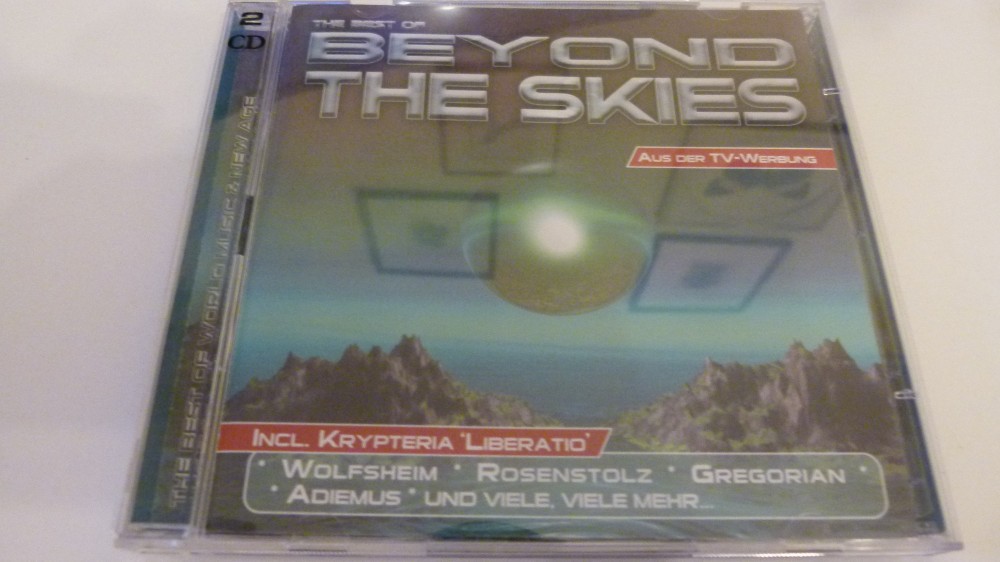 2
CD
THE BEST OF WORLD MUSIC & NEW AGE
THE BEST OF
BEYOND
THE SKIES
AUS DER TV-WERBUNG
INCL. KRYPTERIA 'LIBERATIO'
* WOLFSHEIM * ROSENSTOLZ * GREGORIAN *
* ADIEMUS * UND VIELE, VIELE MEHR...